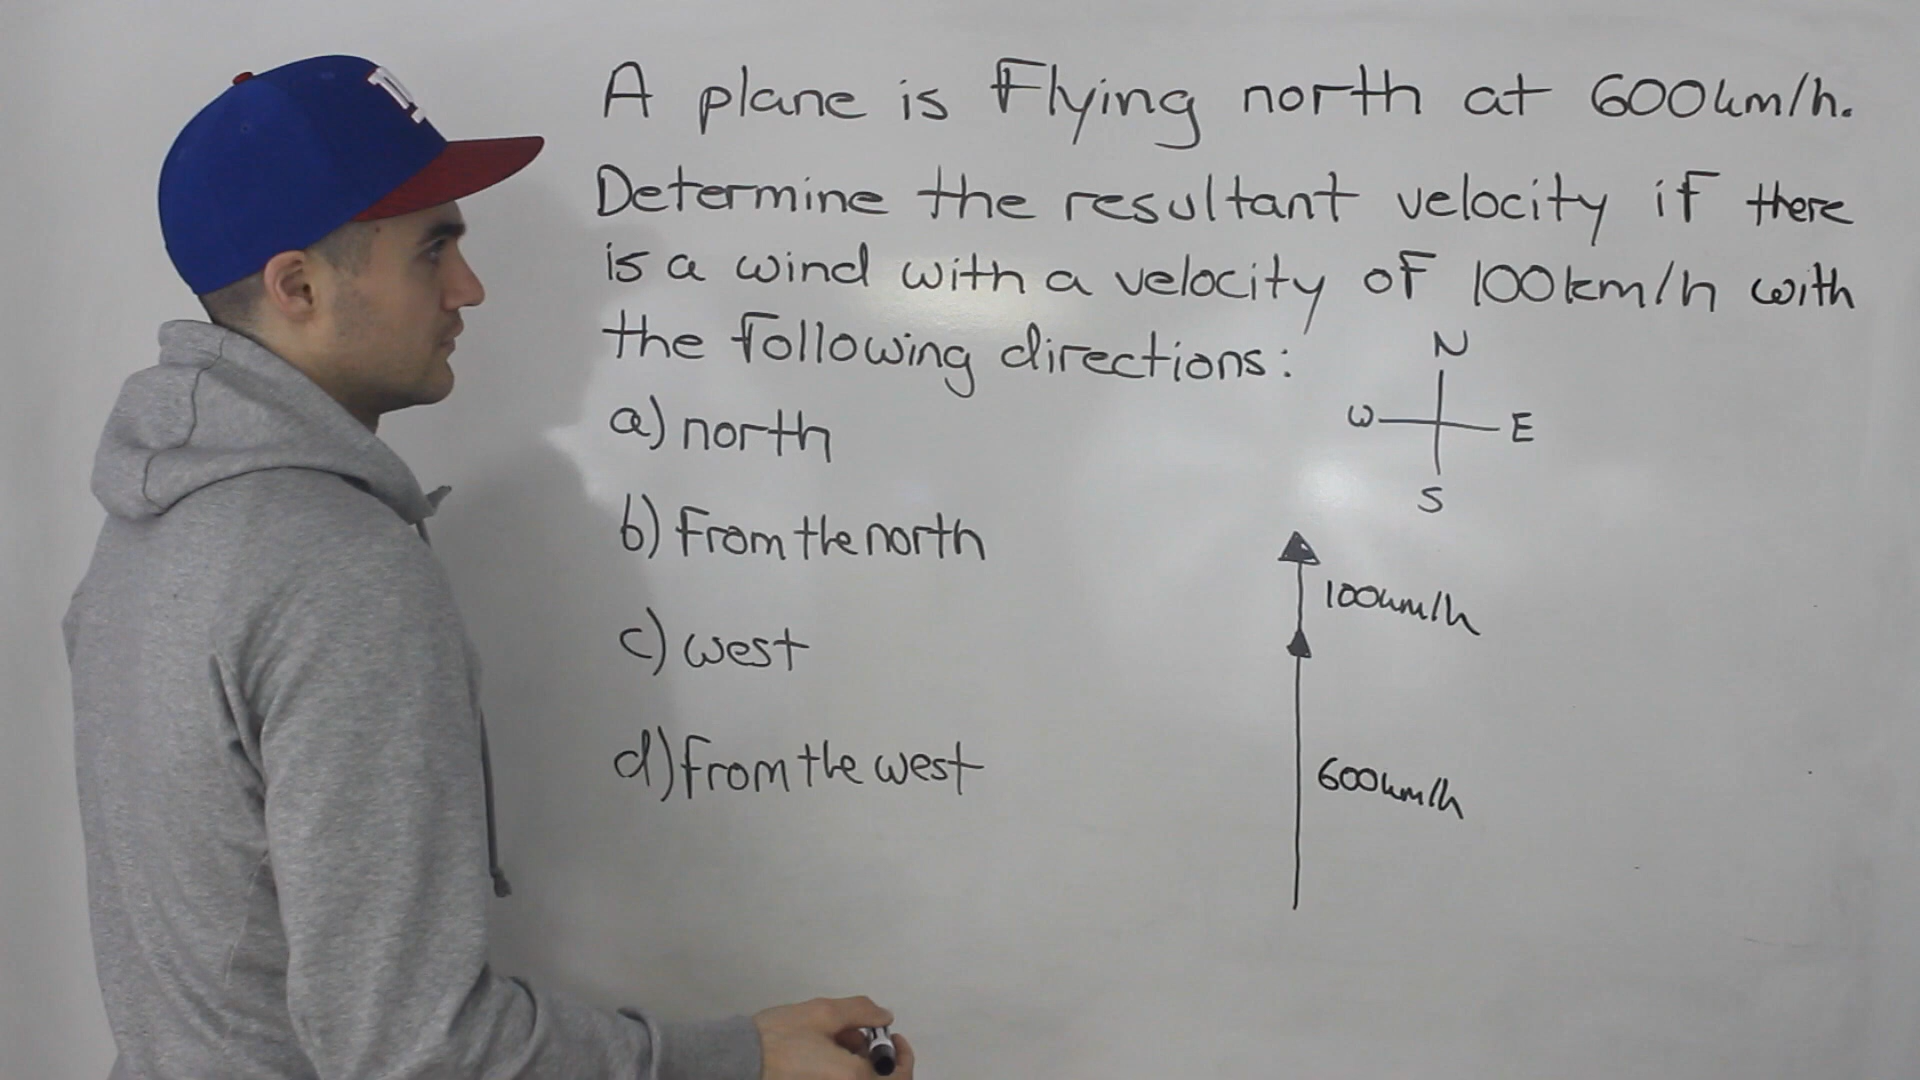 A plane is flying north at 600km/h.
Determine the resultant velocity if there
is a wind with a velocity of 100km/h with
the following directions:
N
W E
S
a) north
b) from the north
c) west
d) from the west
100km/h
600km/h